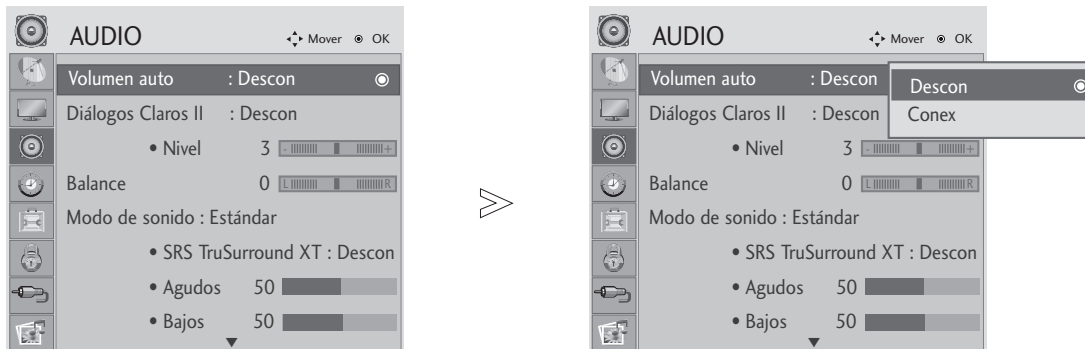 AUDIO
Mover OK
Volumen auto : Descon
Diálogos Claros II : Descon
• Nivel 3 - +
Balance 0 L R
Modo de sonido : Estándar
• SRS TruSurround XT : Descon
• Agudos 50
• Bajos 50
AUDIO
Mover OK
Volumen auto : Descon
Descon
Conex
Diálogos Claros II : Descon
• Nivel 3 - +
Balance 0 L R
Modo de sonido : Estándar
• SRS TruSurround XT : Descon
• Agudos 50
• Bajos 50